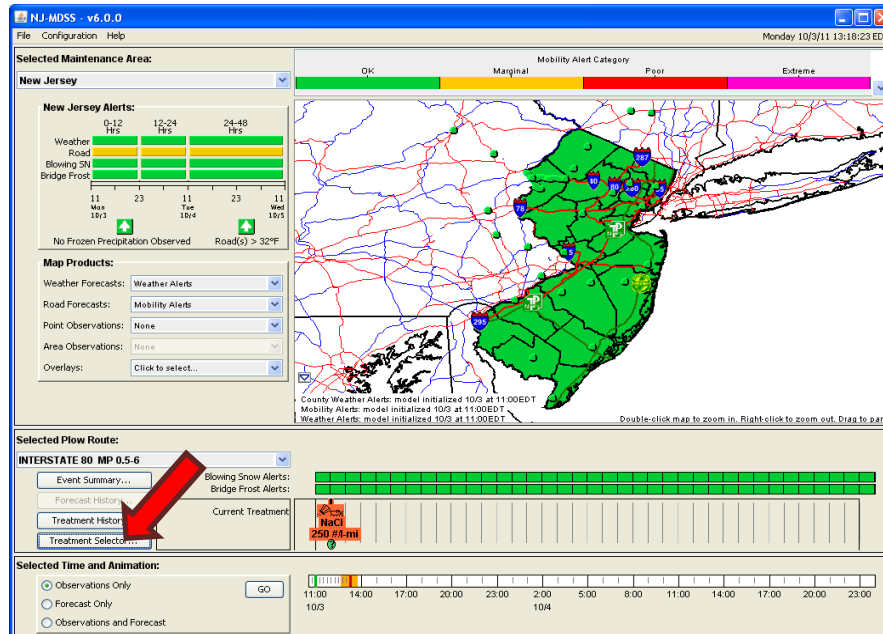 NJ-MDSS - v6.0.0
File Configuration Help
Monday 10/3/11 13:18:23 ED
Selected Maintenance Area:
New Jersey
Mobility Alert Category
OK Marginal Poor Extreme
New Jersey Alerts:
0-12 Hrs 12-24 Hrs 24-48 Hrs
Weather
Road
Blowing SN
Bridge Frost
11 23 11 23 11
Mon Tue Wed
10/3 10/4 10/5
No Frozen Precipitation Observed Road(s) > 32°F
Map Products:
Weather Forecasts: Weather Alerts
Road Forecasts: Mobility Alerts
Point Observations: None
Area Observations: None
Overlays: Click to select...
287
80
80
78
295
County Weather Alerts: model initialized 10/3 at 11:00EDT
Mobility Alerts: model initialized 10/3 at 11:00EDT
Weather Alerts: model initialized 10/3 at 11:00EDT
Double-click map to zoom in. Right-click to zoom out. Drag to pan
Selected Plow Route:
INTERSTATE 80 MP 0.5-6
Event Summary...
Forecast History...
Treatment History
Treatment Selector...
Blowing Snow Alerts:
Bridge Frost Alerts:
Current Treatment
NaCl
250 #/l-mi
?
Selected Time and Animation:
Observations Only
Forecast Only
Observations and Forecast
GO
11:00 14:00 17:00 20:00 23:00 2:00 5:00 8:00 11:00 14:00 17:00 20:00 23:00
10/3 10/4